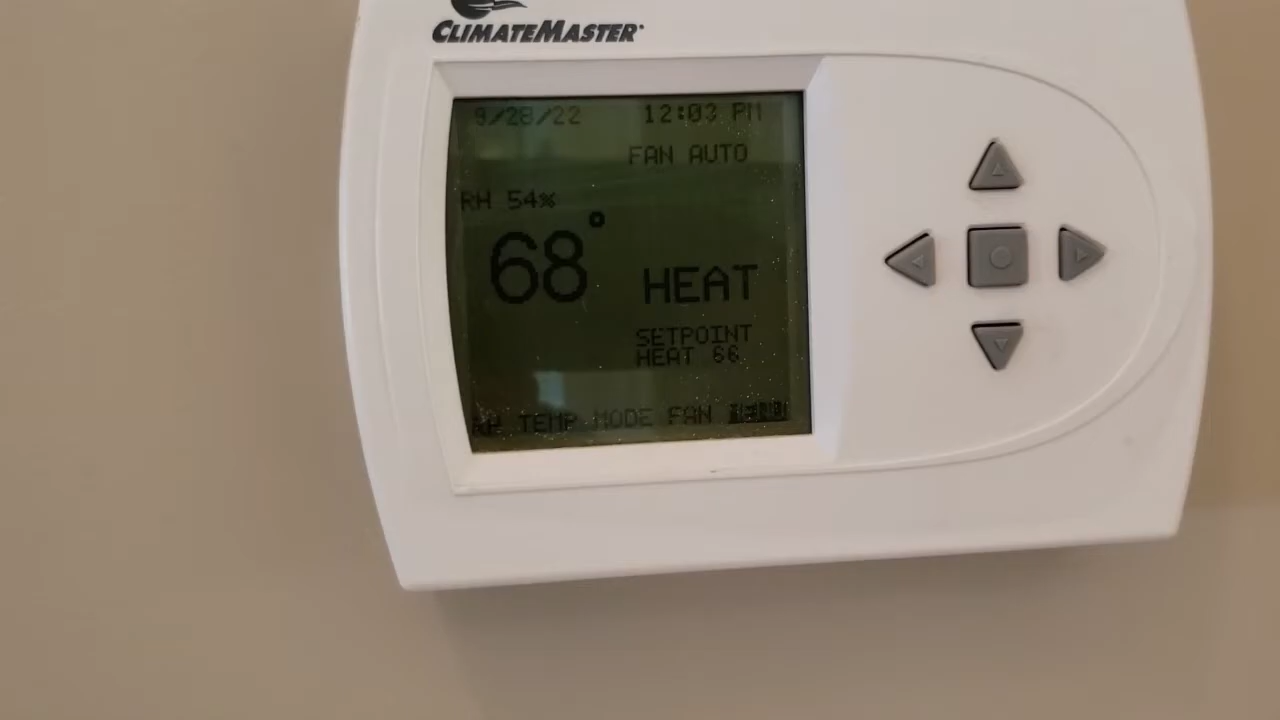 CLIMATEMASTER
9/28/22 12:03 PM
FAN AUTO
RH 54%
68°
HEAT
SETPOINT
HEAT 66
RH TEMP MODE FAN